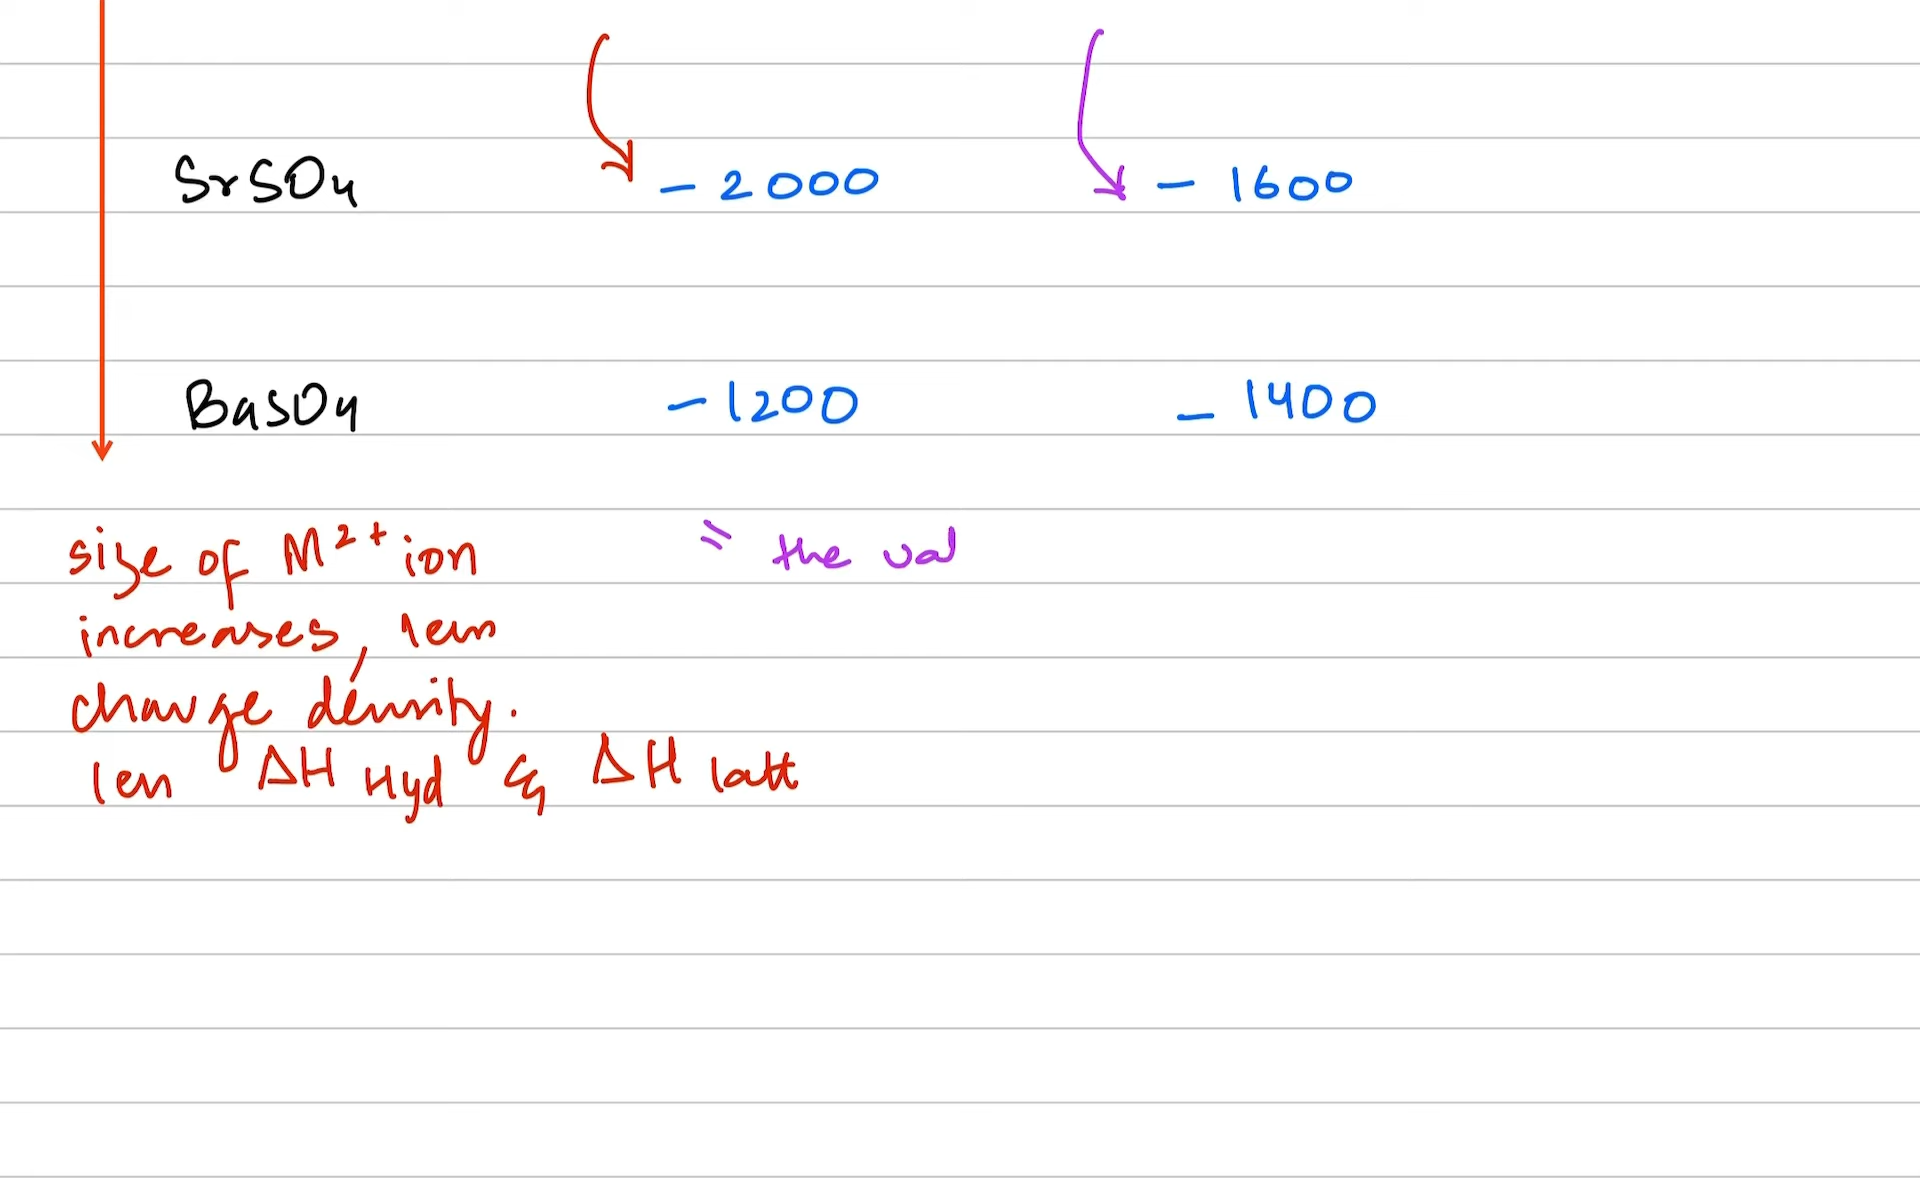 SrSO4 - 2000 - 1600
BaSO4 - 1200 - 1400
size of M²⁺ ion = the val
increases, less
charge density.
less ΔH Hyd & ΔH latt